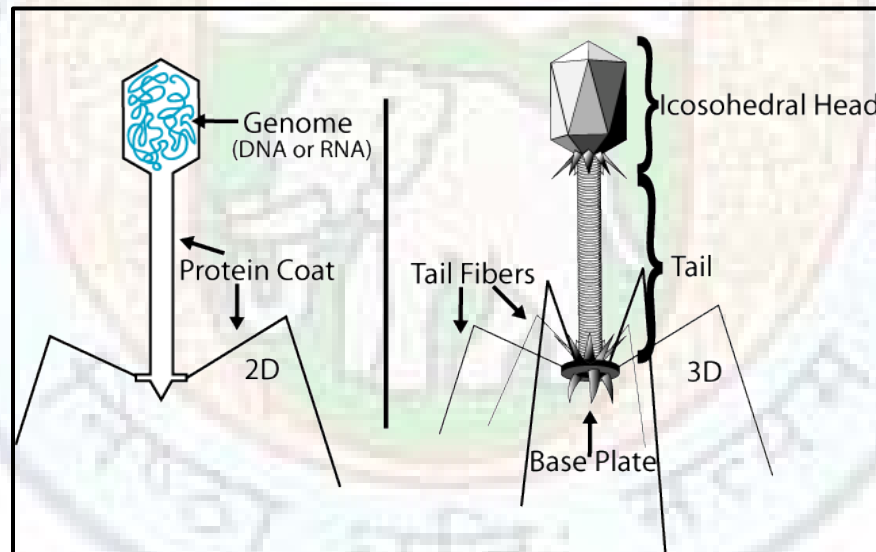 Genome
(DNA or RNA)
Protein Coat
2D
Icosohedral Head
Tail Fibers
Tail
3D
Base Plate